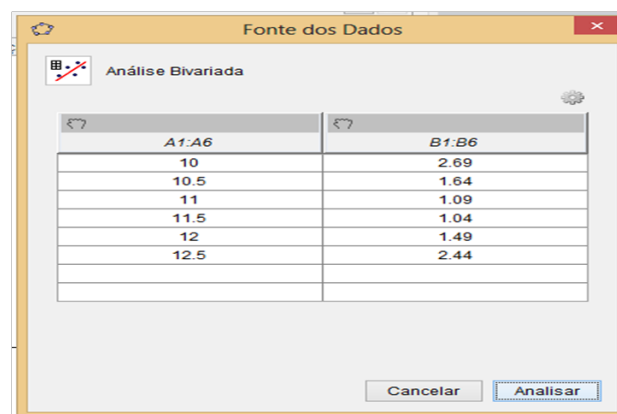 Fonte dos Dados
Análise Bivariada
A1:A6 B1:B6
10 2.69
10.5 1.64
11 1.09
11.5 1.04
12 1.49
12.5 2.44
Cancelar Analisar